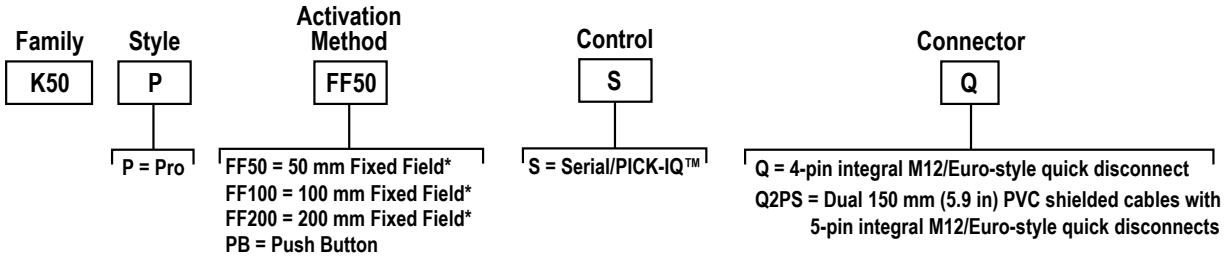 Family
Style
Activation
Method
Control
Connector
K50
P
FF50
S
Q
P = Pro
FF50 = 50 mm Fixed Field*
FF100 = 100 mm Fixed Field*
FF200 = 200 mm Fixed Field*
PB = Push Button
S = Serial/PICK-IQ™
Q = 4-pin integral M12/Euro-style quick disconnect
Q2PS = Dual 150 mm (5.9 in) PVC shielded cables with
5-pin integral M12/Euro-style quick disconnects